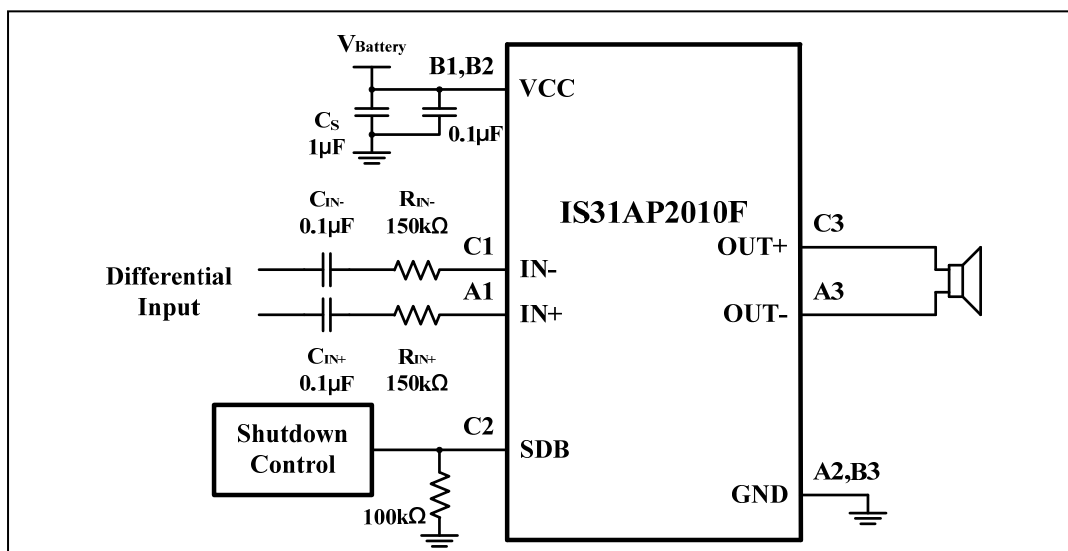 VBattery
B1,B2
VCC
CS
1μF
0.1μF
IS31AP2010F
CIN-
0.1μF
RIN-
150kΩ
C1
IN-
Differential
Input
A1
IN+
CIN+
0.1μF
RIN+
150kΩ
C3
OUT+
A3
OUT-
Shutdown
Control
C2
SDB
100kΩ
A2,B3
GND